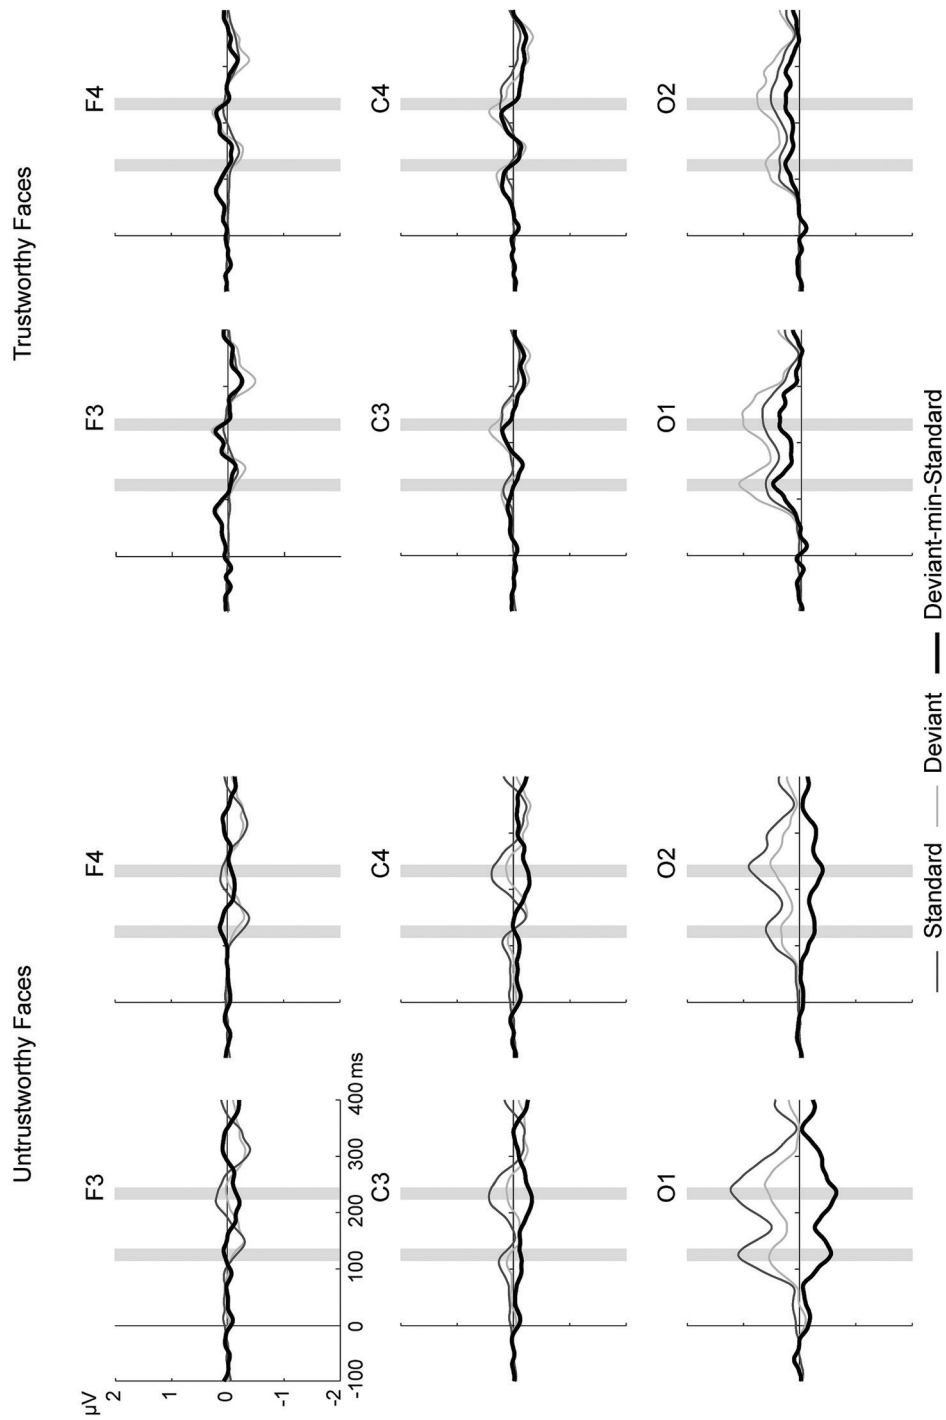 Untrustworthy Faces
Trustworthy Faces
F3
F4
F3
F4
µV
2
1
0
-1
-2
-100
0
100
200
300
400 ms
C3
C4
C3
C4
O1
O2
O1
O2
Standard
Deviant
Deviant-min-Standard